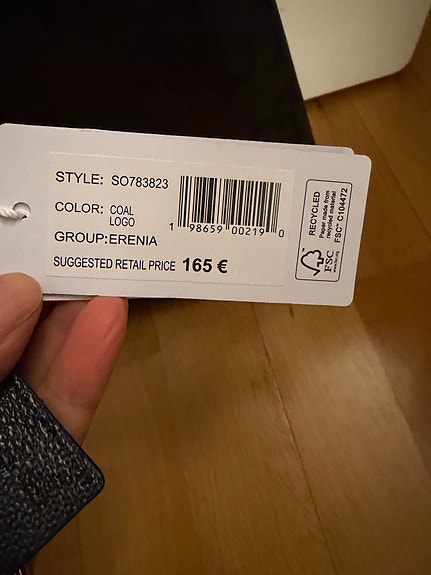 STYLE: SO783823
COLOR: COAL
LOGO
GROUP:ERENIA
SUGGESTED RETAIL PRICE 165 €
1 98659 00219 0
RECYCLED
Paper made from
recycled material
FSC® C104472
FSC